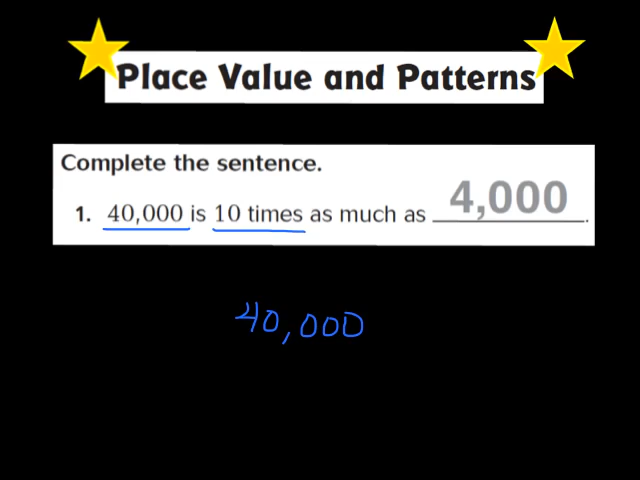 Place Value and Patterns
Complete the sentence.
1. 40,000 is 10 times as much as 4,000.
40,000